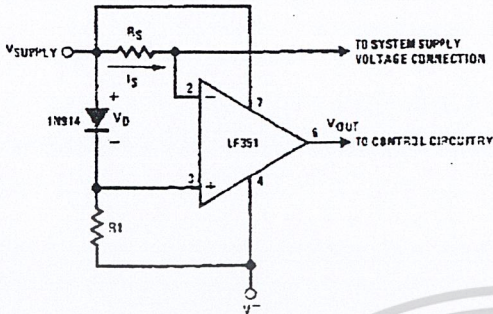 RS
VSUPPLY
TO SYSTEM SUPPLY
VOLTAGE CONNECTION
IS
+
1N914
VD
−
2
−
7
LF351
6
VOUT
TO CONTROL CIRCUITRY
3
+
4
R1
V−